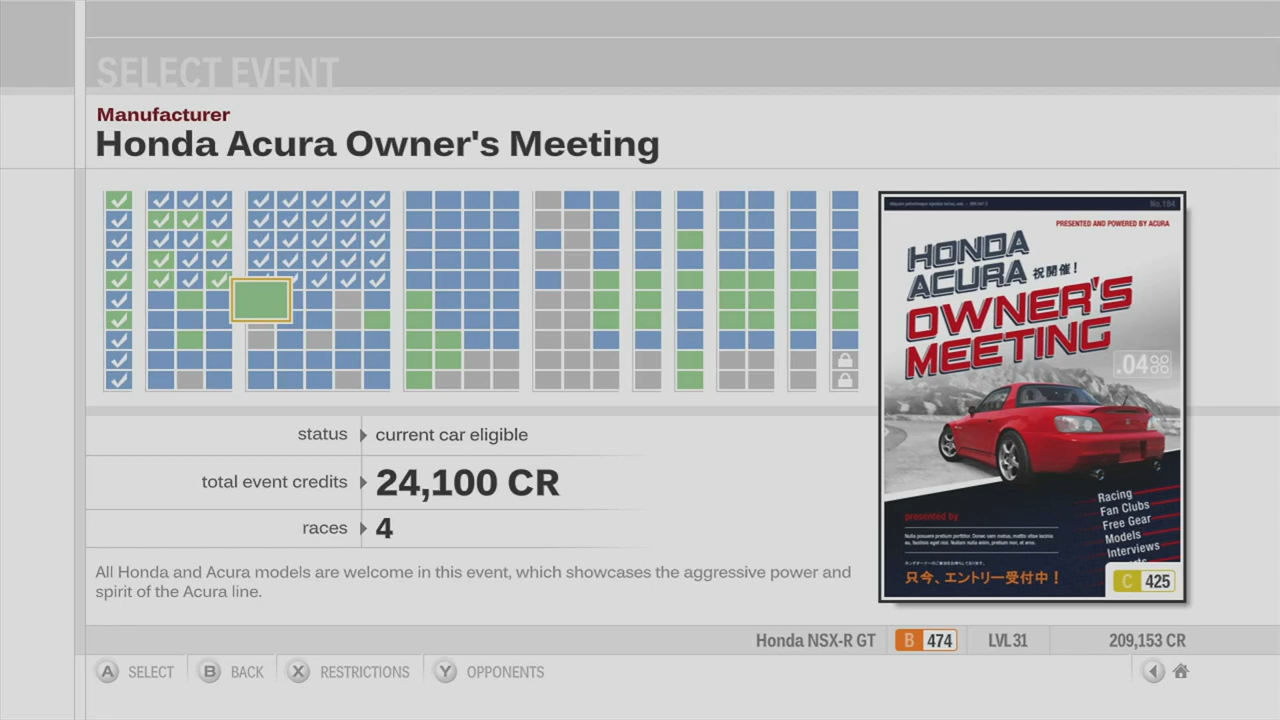 SELECT EVENT
Manufacturer
Honda Acura Owner's Meeting
No.194
PRESENTED AND POWERED BY ACURA
HONDA
ACURA 祝開催!
OWNER'S
MEETING
.04
status
current car eligible
total event credits
24,100 CR
races
4
Racing
Fan Clubs
Free Gear
Models
Interviews
presented by
只今、エントリー受付中!
C 425
All Honda and Acura models are welcome in this event, which showcases the aggressive power and
spirit of the Acura line.
Honda NSX-R GT
B 474
LVL 31
209,153 CR
A SELECT
B BACK
X RESTRICTIONS
Y OPPONENTS